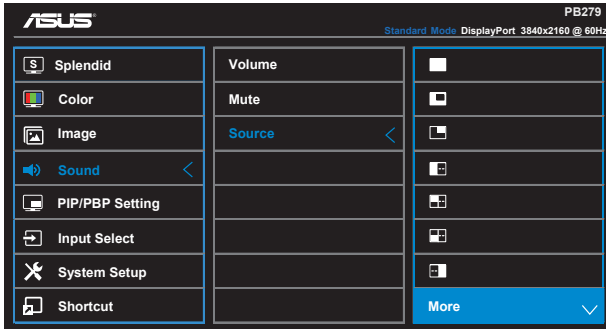 ASUS
PB279
Standard Mode DisplayPort 3840x2160 @ 60Hz
S Splendid
Color
Image
Sound
PIP/PBP Setting
Input Select
System Setup
Shortcut
Volume
Mute
Source
More